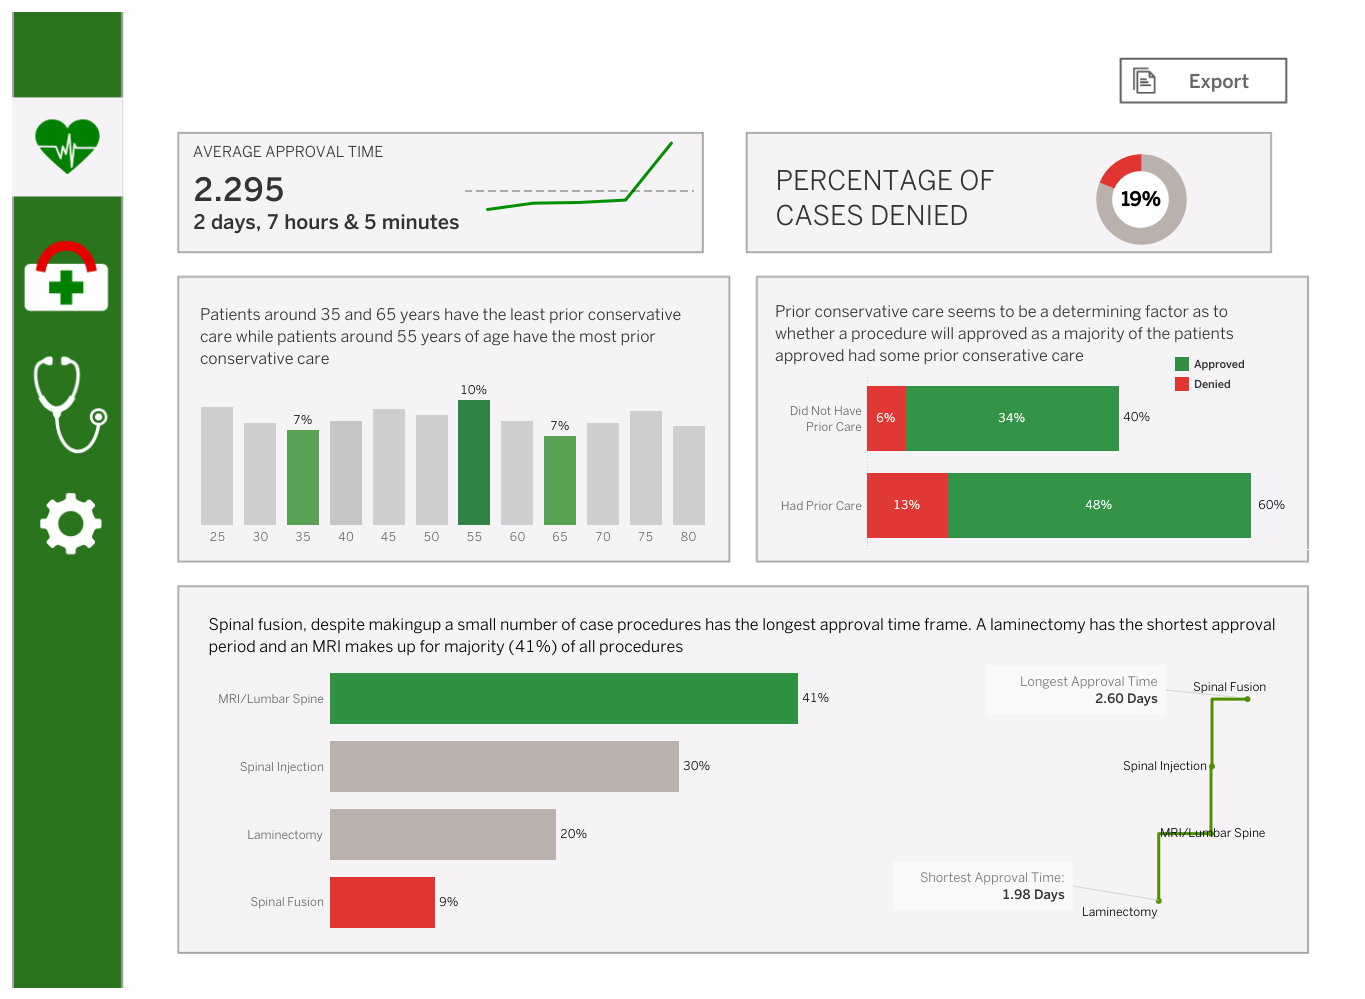 Export
AVERAGE APPROVAL TIME
2.295
2 days, 7 hours & 5 minutes
PERCENTAGE OF
CASES DENIED
19%
Patients around 35 and 65 years have the least prior conservative
care while patients around 55 years of age have the most prior
conservative care
10%
7%
7%
25 30 35 40 45 50 55 60 65 70 75 80
Prior conservative care seems to be a determining factor as to
whether a procedure will approved as a majority of the patients
approved had some prior conserative care
Approved
Denied
Did Not Have
Prior Care
6% 34% 40%
Had Prior Care 13% 48% 60%
Spinal fusion, despite makingup a small number of case procedures has the longest approval time frame. A laminectomy has the shortest approval
period and an MRI makes up for majority (41%) of all procedures
MRI/Lumbar Spine 41%
Spinal Injection 30%
Laminectomy 20%
Spinal Fusion 9%
Longest Approval Time
2.60 Days
Spinal Fusion
Spinal Injection
MRI/Lumbar Spine
Shortest Approval Time:
1.98 Days
Laminectomy